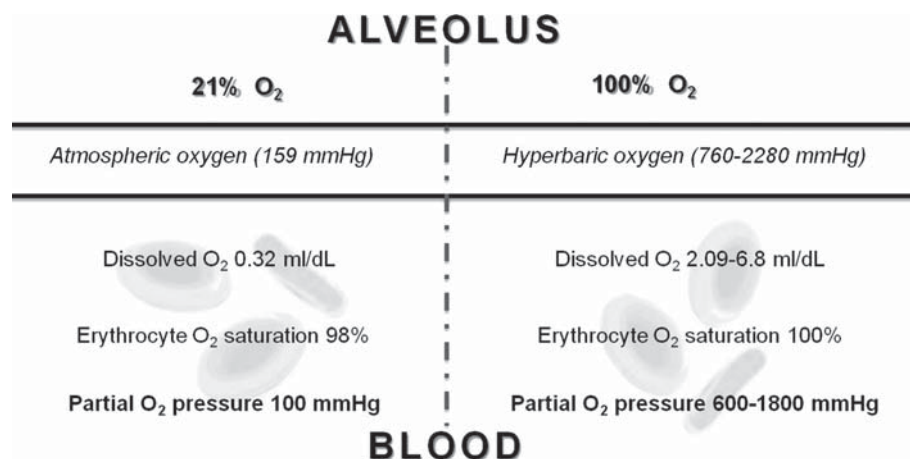 ALVEOLUS
21% O₂
100% O₂
Atmospheric oxygen (159 mmHg)
Hyperbaric oxygen (760-2280 mmHg)
Dissolved O₂ 0.32 ml/dL
Dissolved O₂ 2.09-6.8 ml/dL
Erythrocyte O₂ saturation 98%
Erythrocyte O₂ saturation 100%
Partial O₂ pressure 100 mmHg
Partial O₂ pressure 600-1800 mmHg
BLOOD